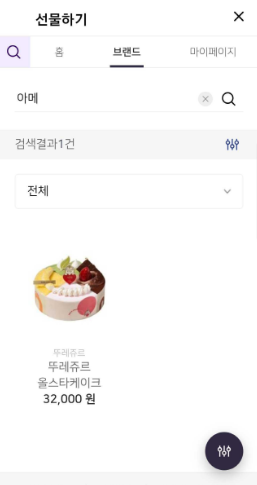 선물하기
홈 브랜드 마이페이지
아메
검색결과1건
전체
뚜레쥬르
뚜레쥬르
올스타케이크
32,000 원